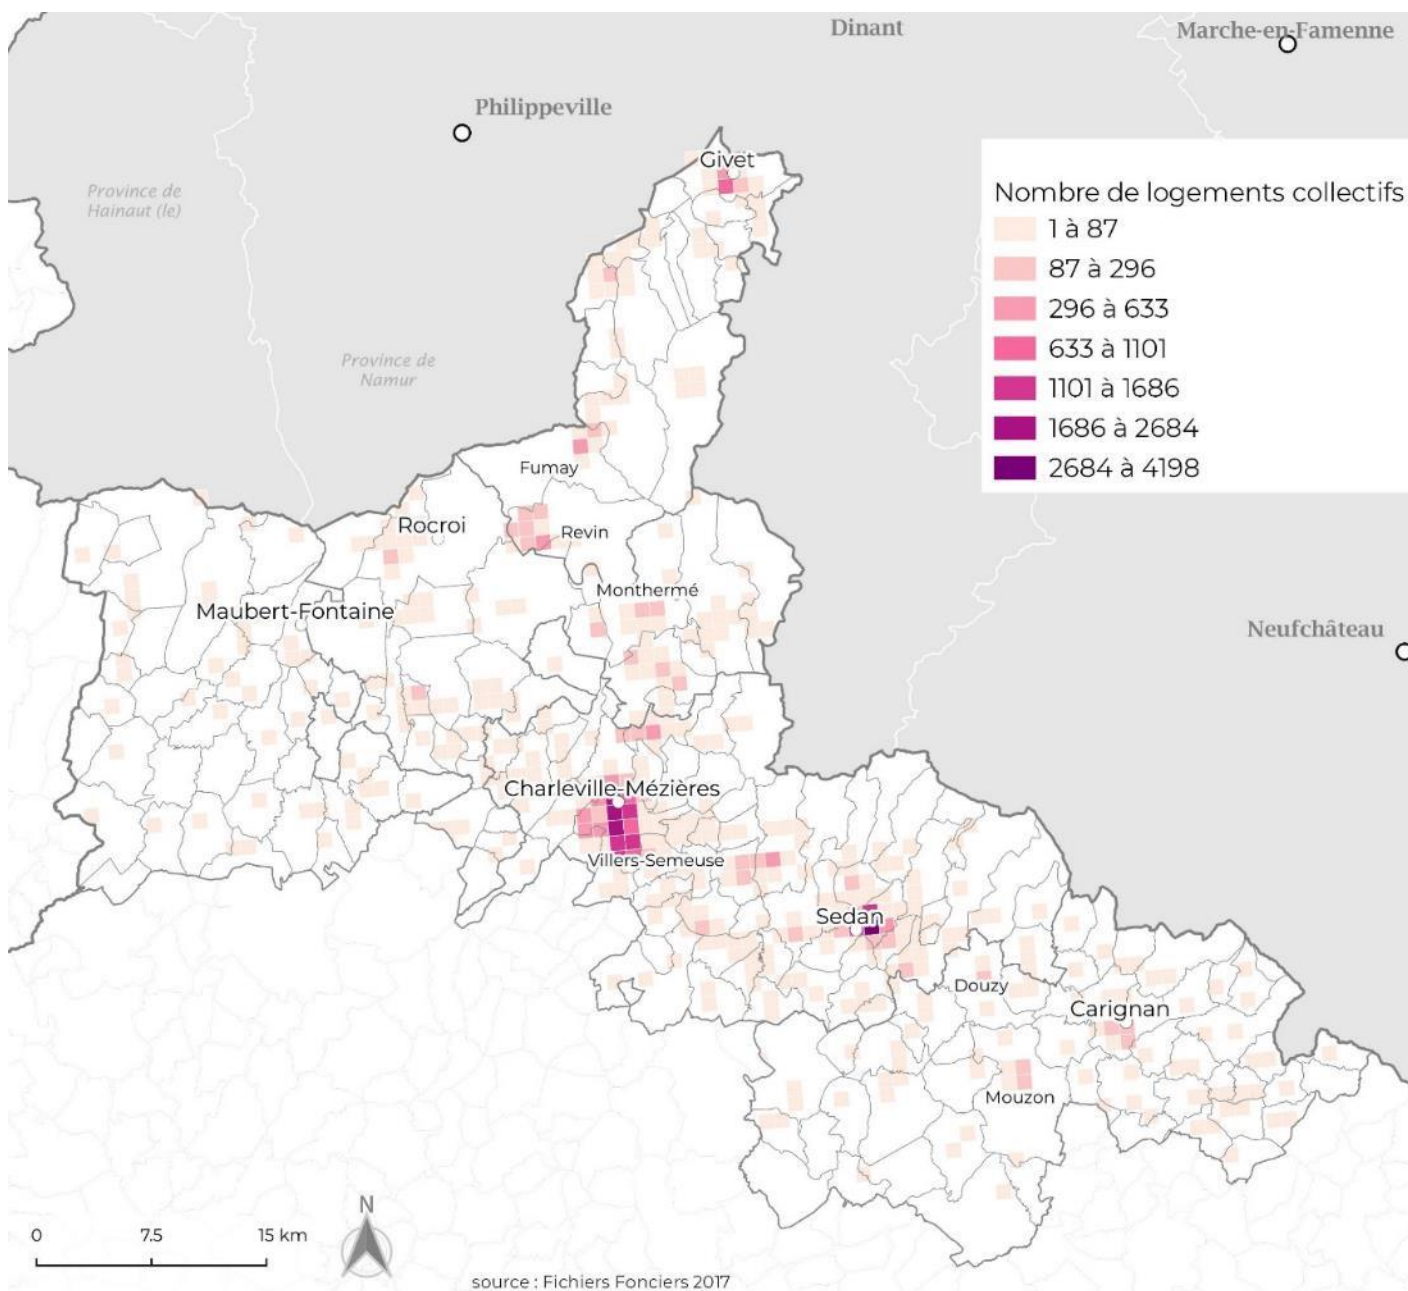 Dinant
Marche-en-Famenne
Philippeville
Givet
Nombre de logements collectifs
1 à 87
87 à 296
296 à 633
633 à 1101
1101 à 1686
1686 à 2684
2684 à 4198
Province de
Hainaut (le)
Province de
Namur
Fumay
Rocroi
Revin
Monthermé
Maubert-Fontaine
Neufchâteau
Charleville-Mézières
Villers-Semeuse
Sedan
Douzy
Carignan
Mouzon
N
0 7.5 15 km
source : Fichiers Fonciers 2017